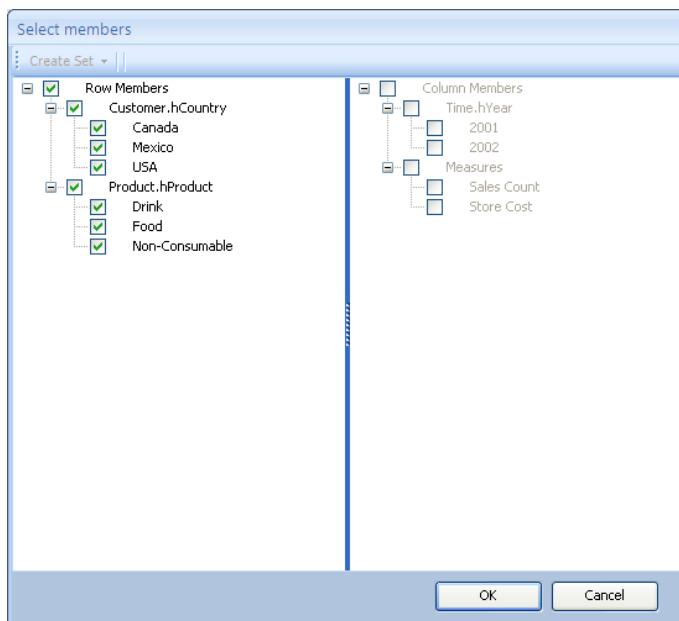 Select members
Create Set
Row Members
Customer.hCountry
Canada
Mexico
USA
Product.hProduct
Drink
Food
Non-Consumable
Column Members
Time.hYear
2001
2002
Measures
Sales Count
Store Cost
OK
Cancel